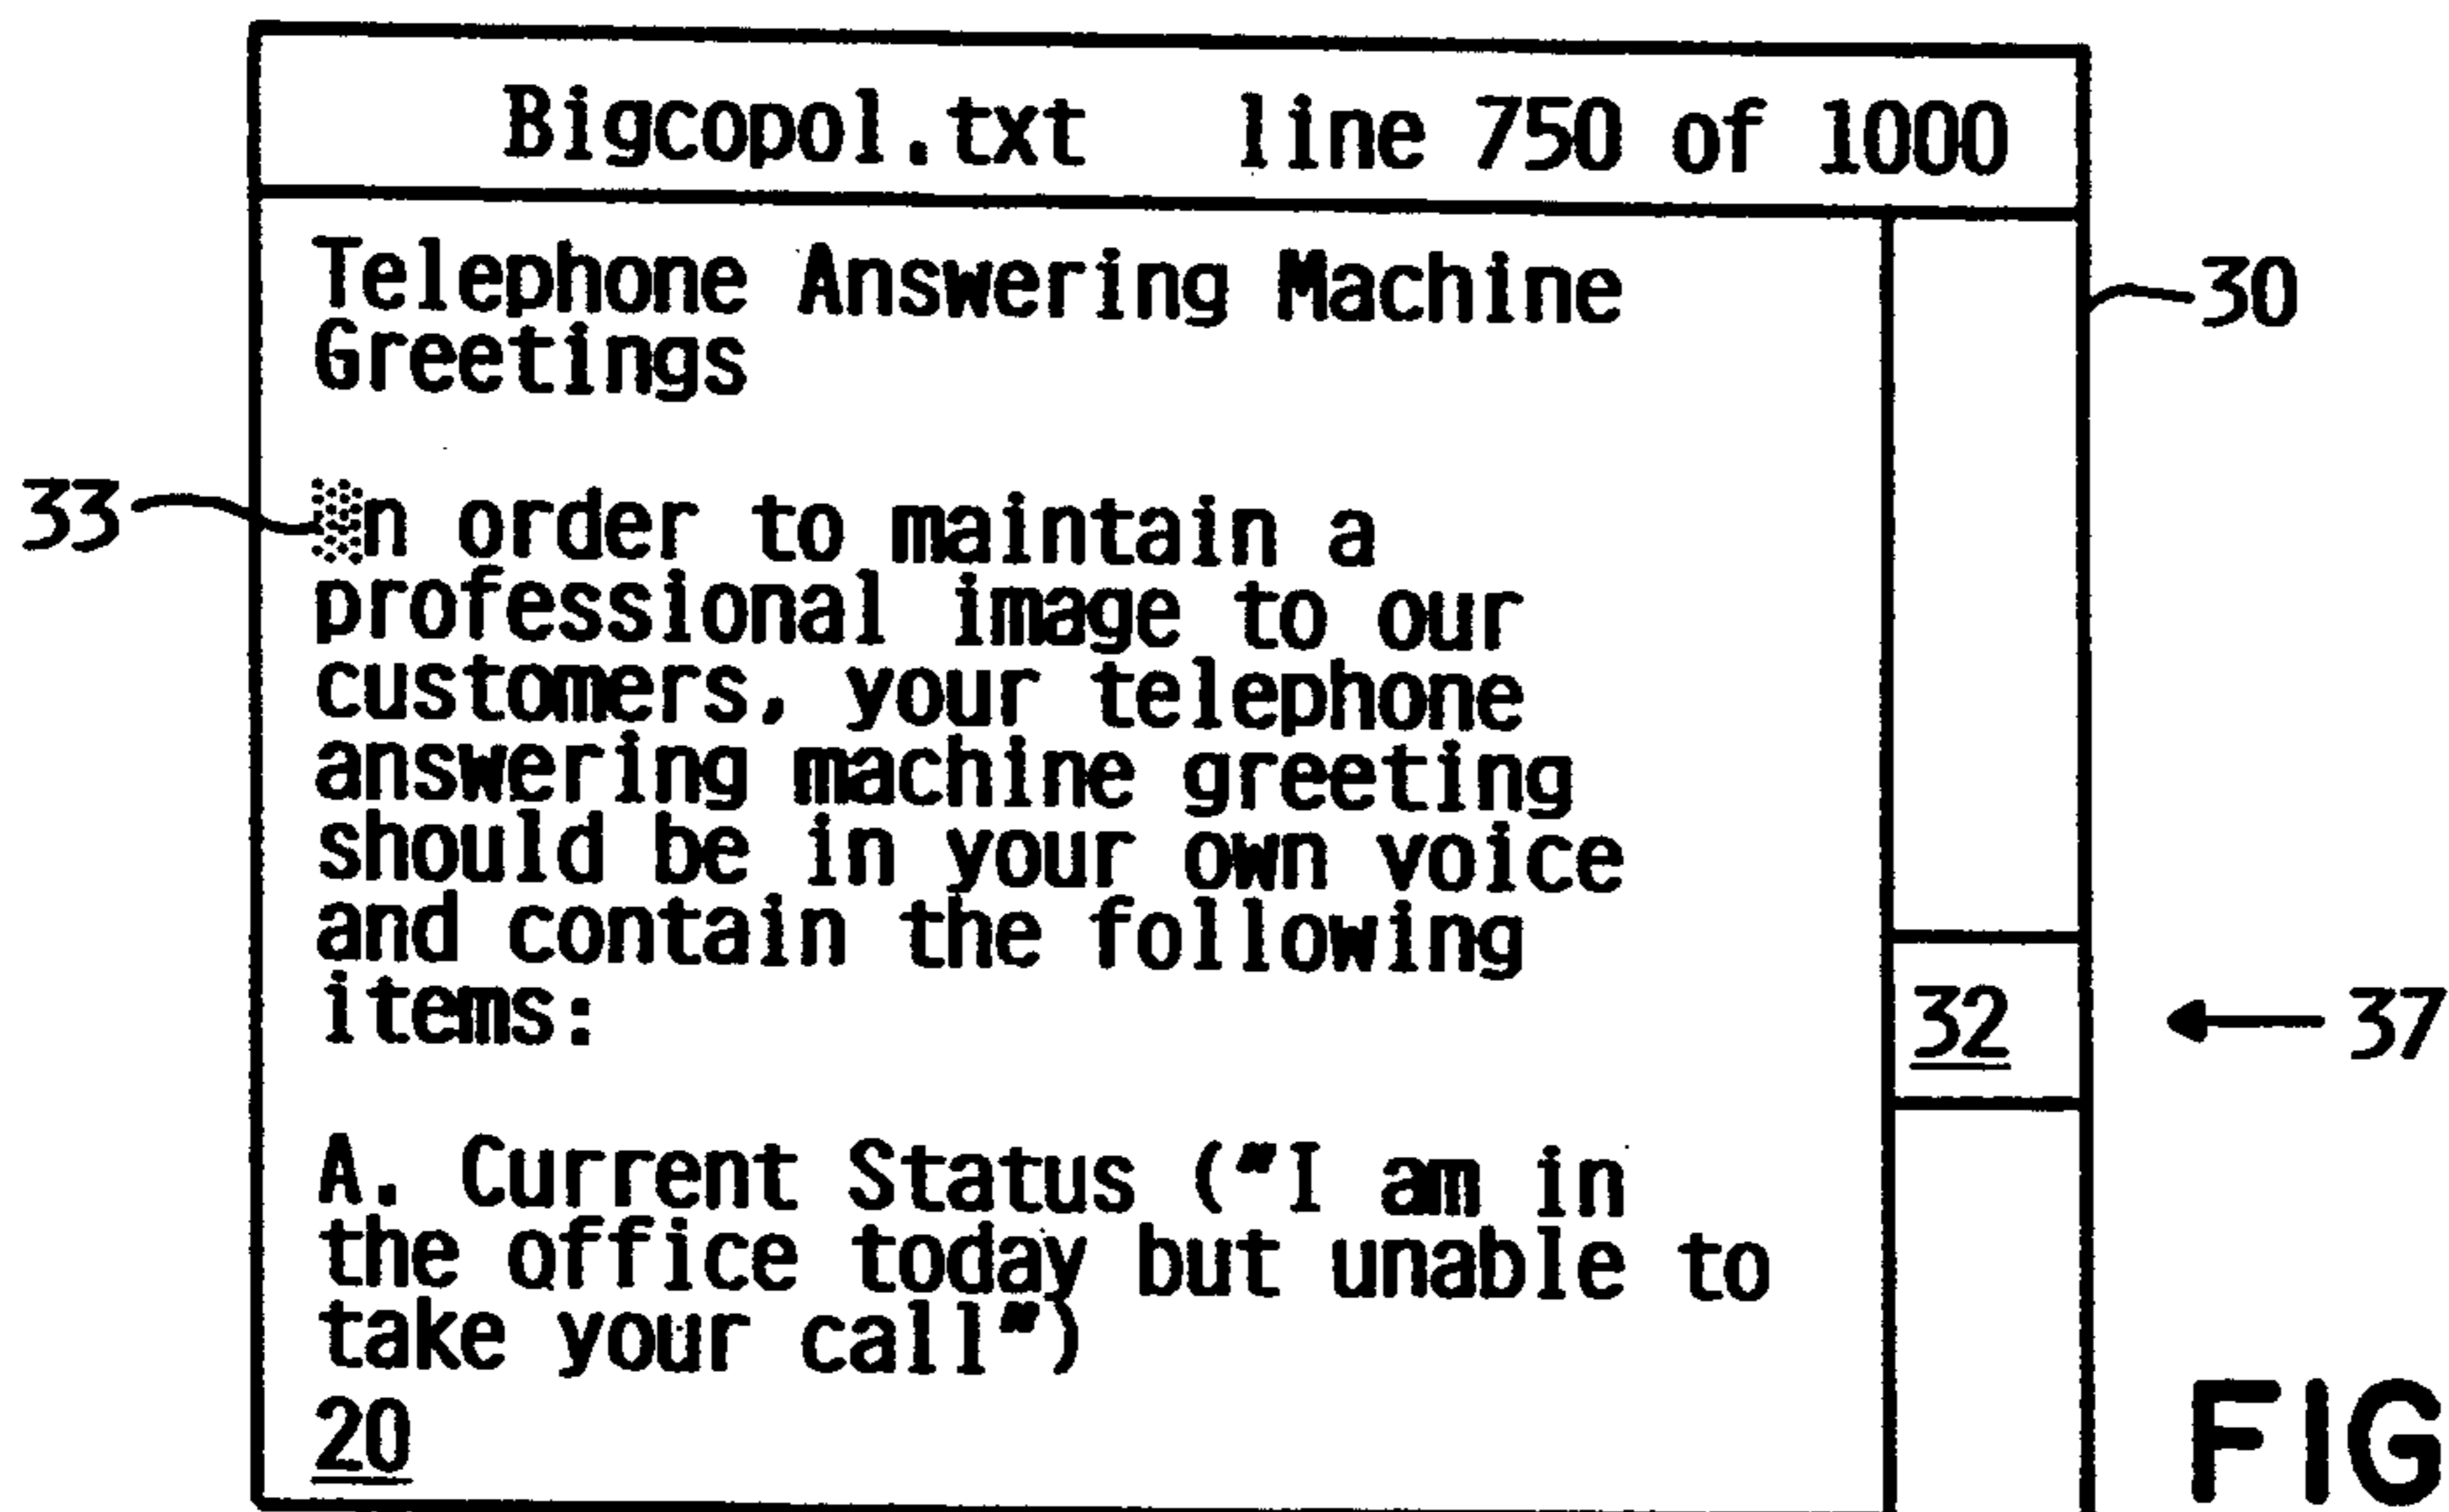 Bigcopol.txt line 750 of 1000
Telephone Answering Machine
Greetings
30
33
n order to maintain a
professional image to our
customers, your telephone
answering machine greeting
should be in your own voice
and contain the following
items:
32
37
A. Current Status ("I am in
the office today but unable to
take your call")
20
FIG